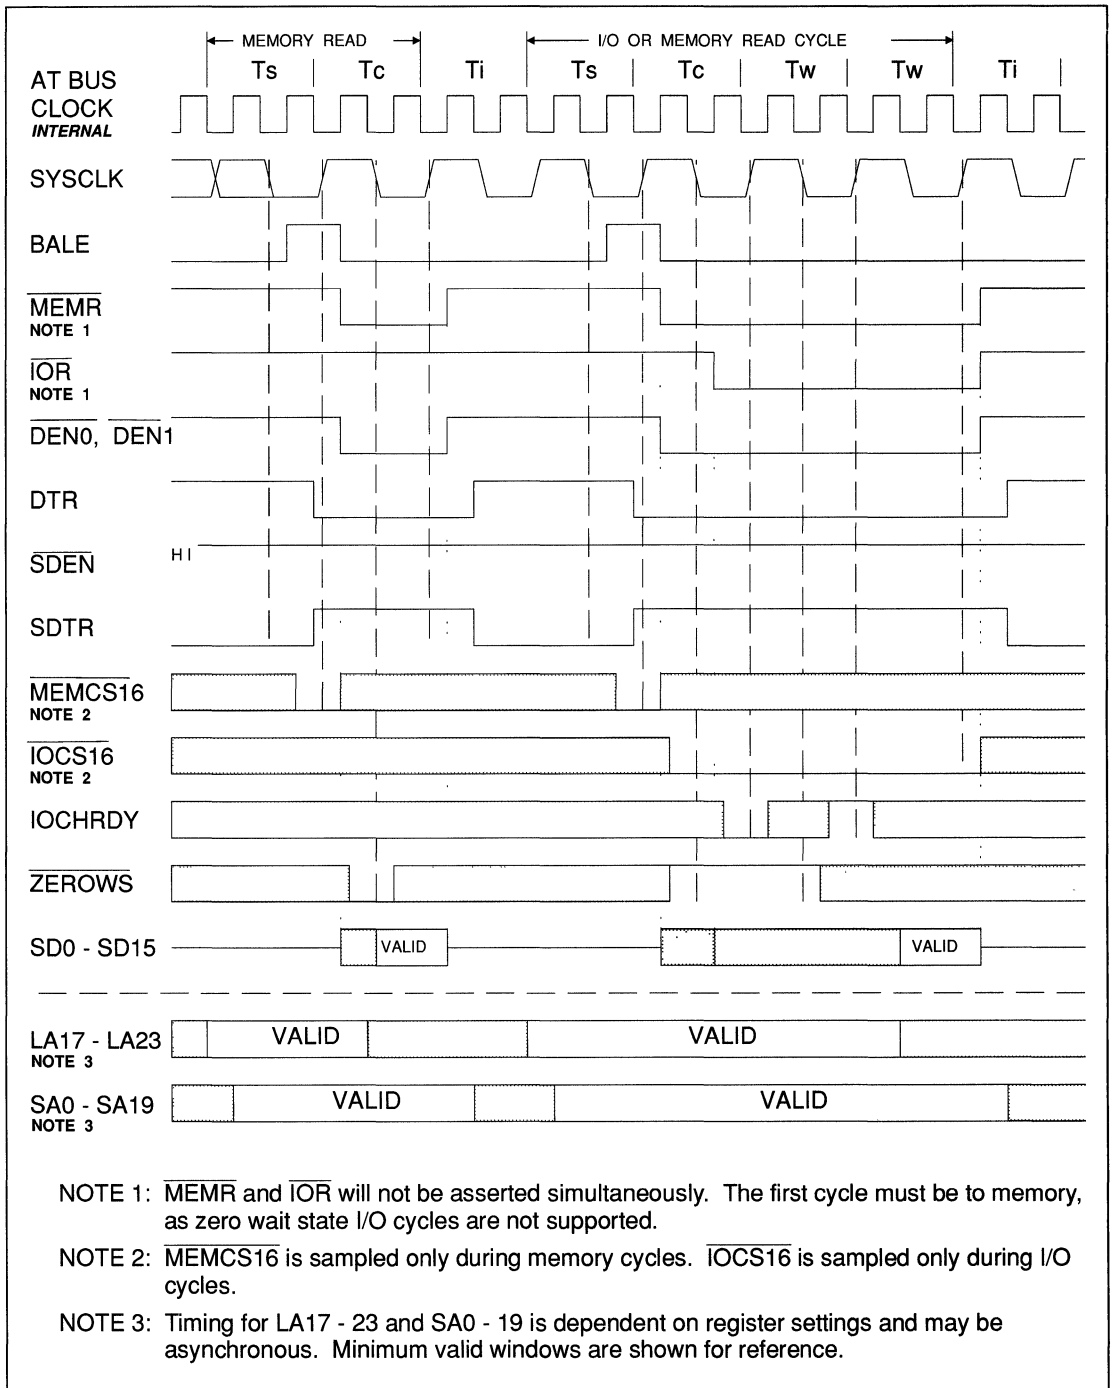 MEMORY READ I/O OR MEMORY READ CYCLE
Ts Tc Ti Ts Tc Tw Tw Ti
AT BUS
CLOCK
INTERNAL
SYSCLK
BALE
MEMR
NOTE 1
IOR
NOTE 1
DEN0, DEN1
DTR
HI
SDEN
SDTR
MEMCS16
NOTE 2
IOCS16
NOTE 2
IOCHRDY
ZEROWS
SD0 - SD15 VALID VALID
LA17 - LA23 VALID VALID
NOTE 3
SA0 - SA19 VALID VALID
NOTE 3
NOTE 1: MEMR and IOR will not be asserted simultaneously. The first cycle must be to memory,
as zero wait state I/O cycles are not supported.
NOTE 2: MEMCS16 is sampled only during memory cycles. IOCS16 is sampled only during I/O
cycles.
NOTE 3: Timing for LA17 - 23 and SA0 - 19 is dependent on register settings and may be
asynchronous. Minimum valid windows are shown for reference.